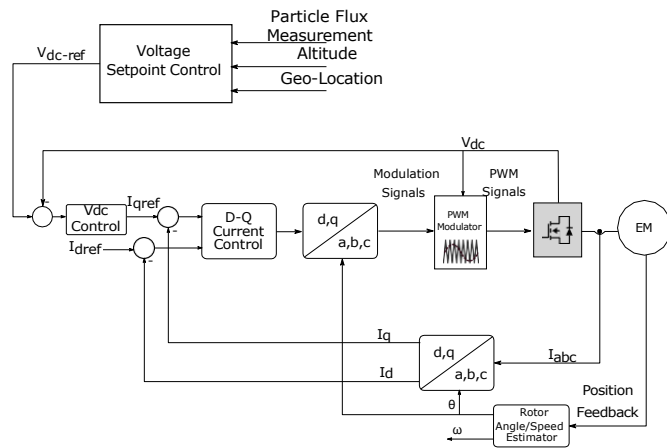 Particle Flux
Measurement
Altitude
Geo-Location
Voltage
Setpoint Control
Vdc-ref
Vdc
Modulation
Signals
PWM
Signals
-
Vdc
Control
Iqref
-
Idref
-
D-Q
Current
Control
d,q
a,b,c
PWM
Modulator
EM
Iq
Id
d,q
a,b,c
Iabc
θ
ω
Rotor
Angle/Speed
Estimator
Position
Feedback